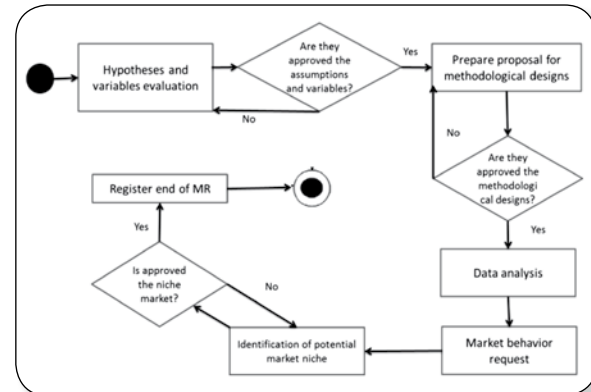 Hypotheses and
variables evaluation
Are they
approved the
assumptions
and variables?
Yes
No
Prepare proposal for
methodological designs
No
Are they
approved the
methodologi
cal designs?
Yes
Data analysis
Market behavior
request
Identification of potential
market niche
No
Is approved
the niche
market?
Yes
Register end of MR